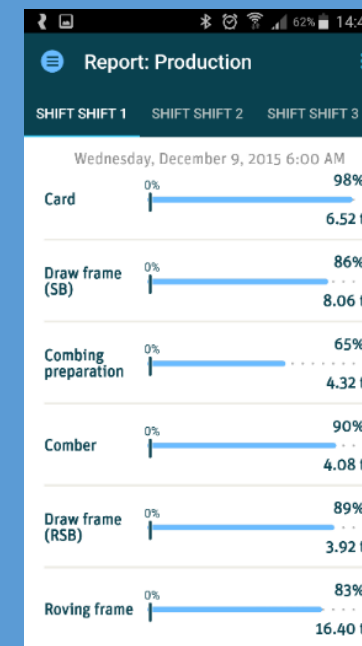 62% 14:4
Report: Production
SHIFT SHIFT 1 SHIFT SHIFT 2 SHIFT SHIFT 3
Wednesday, December 9, 2015 6:00 AM
Card 0% 98%
6.52 t
Draw frame (SB) 0% 86%
8.06 t
Combing preparation 0% 65%
4.32 t
Comber 0% 90%
4.08 t
Draw frame (RSB) 0% 89%
3.92 t
Roving frame 0% 83%
16.40 t